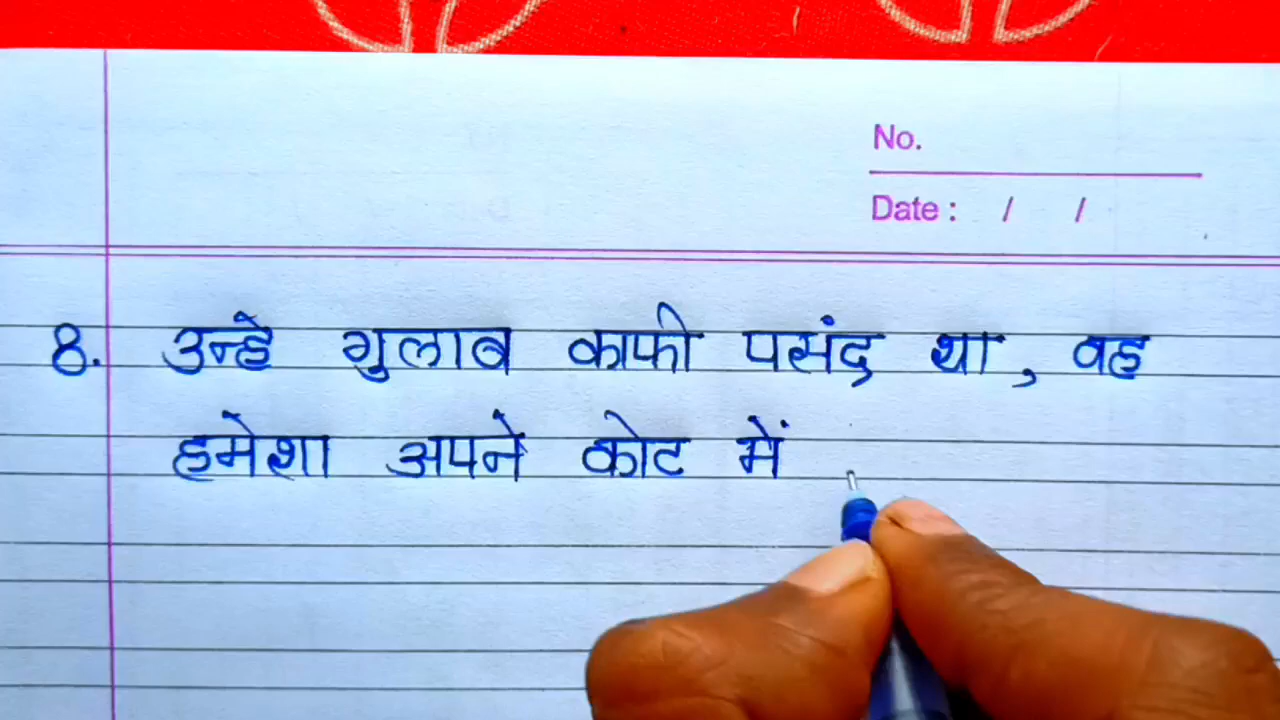 No.
Date : / /
8. उन्हे गुलाब काफी पसंद था, वह
हमेशा अपने कोट में